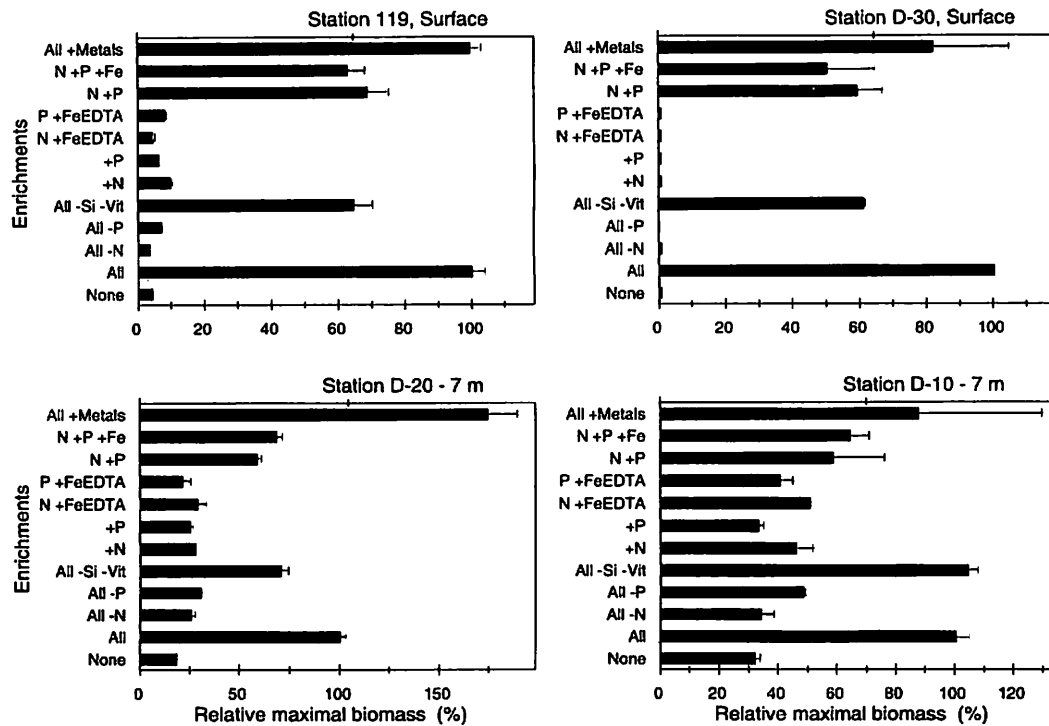 Station 119, Surface
All +Metals
N +P +Fe
N +P
P +FeEDTA
N +FeEDTA
+P
+N
All -Si -Vit
All -P
All -N
All
None
Enrichments
0 20 40 60 80 100
Station D-30, Surface
All +Metals
N +P +Fe
N +P
P +FeEDTA
N +FeEDTA
+P
+N
All -Si -Vit
All -P
All -N
All
None
0 20 40 60 80 100
Station D-20 - 7 m
All +Metals
N +P +Fe
N +P
P +FeEDTA
N +FeEDTA
+P
+N
All -Si -Vit
All -P
All -N
All
None
Enrichments
0 50 100 150
Relative maximal biomass (%)
Station D-10 - 7 m
All +Metals
N +P +Fe
N +P
P +FeEDTA
N +FeEDTA
+P
+N
All -Si -Vit
All -P
All -N
All
None
0 20 40 60 80 100 120
Relative maximal biomass (%)